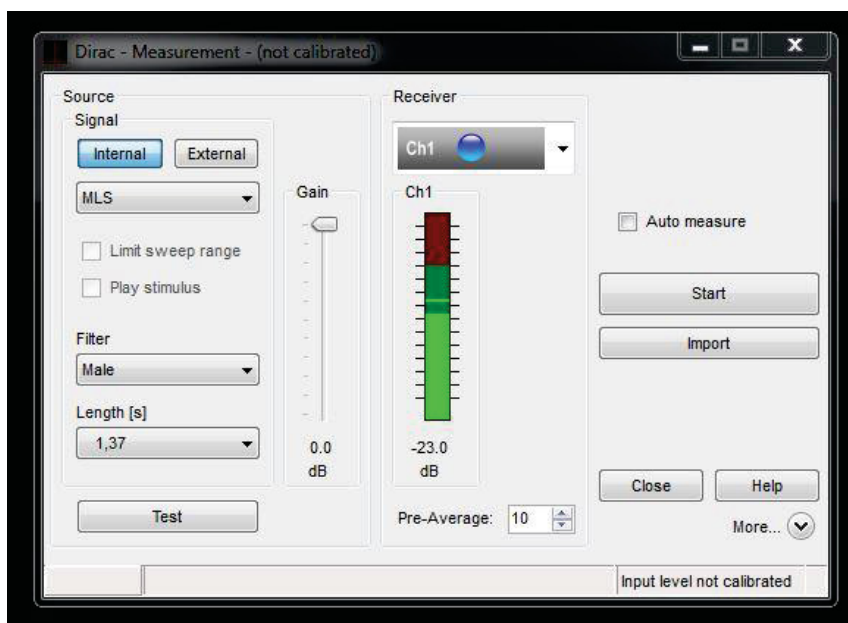 Dirac - Measurement - (not calibrated)
Source
Signal
Internal
External
MLS
Limit sweep range
Play stimulus
Filter
Male
Length [s]
1,37
Test
Gain
0.0
dB
Receiver
Ch1
Ch1
-23.0
dB
Pre-Average: 10
Auto measure
Start
Import
Close
Help
More...
Input level not calibrated